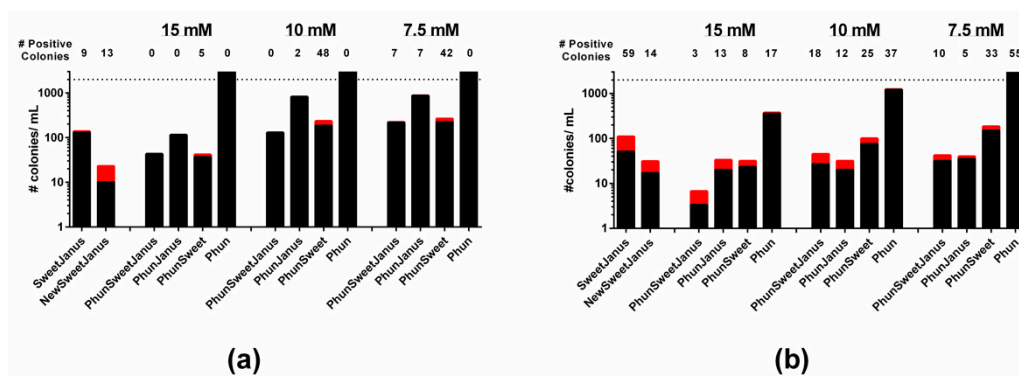 15 mM 10 mM 7.5 mM
# Positive
Colonies 9 13 0 0 5 0 0 2 48 0 7 7 42 0
# colonies/ mL
1000
100
10
1
SweetJanus
NewSweetJanus
PhunSweetJanus
PhunJanus
PhunSweet
Phun
PhunSweetJanus
PhunJanus
PhunSweet
Phun
PhunSweetJanus
PhunJanus
PhunSweet
Phun
(a)
15 mM 10 mM 7.5 mM
# Positive
Colonies 59 14 3 13 8 17 18 12 25 37 10 5 33 55
#colonies/ mL
1000
100
10
1
SweetJanus
NewSweetJanus
PhunSweetJanus
PhunJanus
PhunSweet
Phun
PhunSweetJanus
PhunJanus
PhunSweet
Phun
PhunSweetJanus
PhunJanus
PhunSweet
Phun
(b)